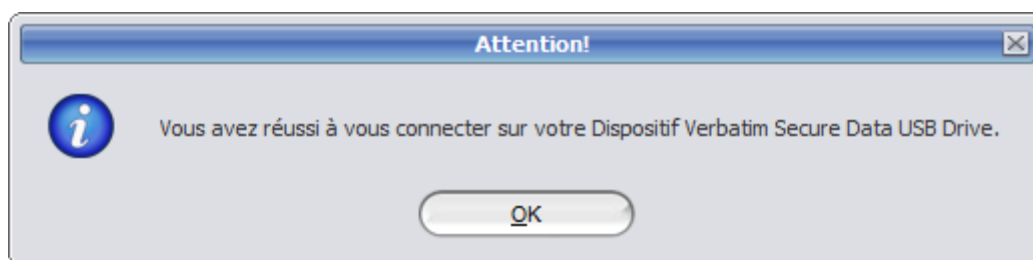 Attention!
Vous avez réussi à vous connecter sur votre Dispositif Verbatim Secure Data USB Drive.
OK